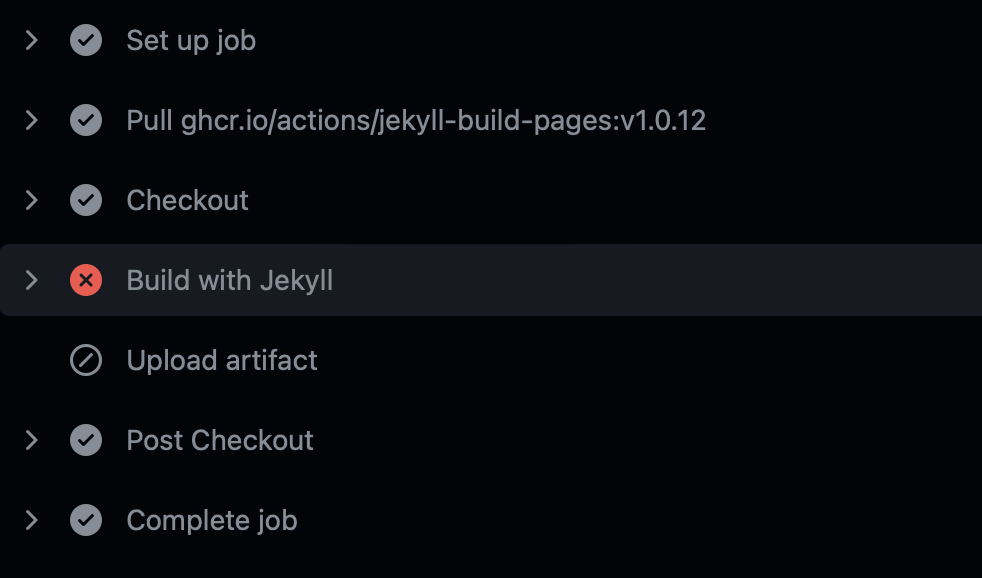 Set up job
Pull ghcr.io/actions/jekyll-build-pages:v1.0.12
Checkout
Build with Jekyll
Upload artifact
Post Checkout
Complete job